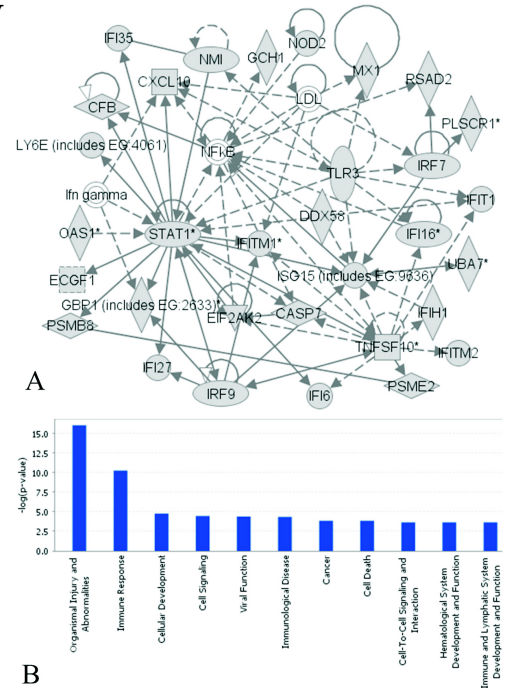 IFI35
NMI
GCH1
NOD2
MX1
RSAD2
CXCL10
LDL
CFB
PLSCR1*
LY6E (includes EG:4061)
NFkB
TLR3
IRF7
Ifn gamma
IFIT1
DDX58
OAS1*
STAT1*
IFITM1*
IFI16*
UBA7*
ECGF1
ISG15 (includes EG:9636)
GBP1 (includes EG:2633)*
EIF2AK2
CASP7
IFIH1
PSMB8
TNFSF10*
IFITM2
IFI27
IRF9
IFI6
PSME2
A
-log(p-value)
15.0
12.5
10.0
7.5
5.0
2.5
0.0
Organismal Injury and
Abnormalities
Immune Response
Cellular Development
Cell Signaling
Viral Function
Immunological Disease
Cancer
Cell Death
Cell-To-Cell Signaling and
Interaction
Hematological System
Development and Function
Immune and Lymphatic System
Development and Function
B